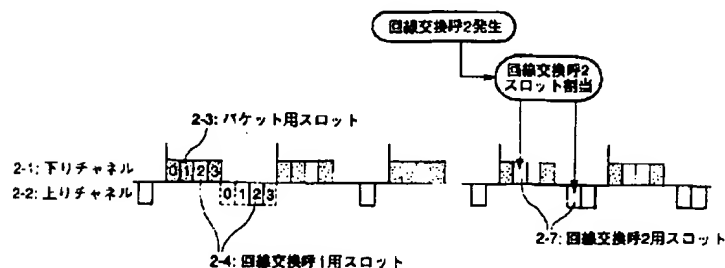 回線交換呼2発生
回線交換呼2
スロット割当
2-3: パケット用スロット
2-1: 下りチャネル
0 1 2 3
2-2: 上りチャネル
0 1 2 3
2-4: 回線交換呼1用スロット
2-7: 回線交換呼2用スロット